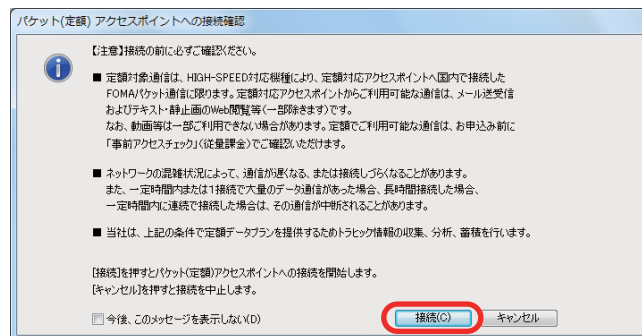 パケット(定額) アクセスポイントへの接続確認
【注意】接続の前に必ずご確認ください。
■ 定額対象通信は、HIGH-SPEED対応機種により、定額対応アクセスポイントへ国内で接続した
FOMAパケット通信に限ります。定額対応アクセスポイントからご利用可能な通信は、メール送受信
およびテキスト・静止画のWeb閲覧等(一部除きます)です。
なお、動画等は一部ご利用できない場合があります。定額でご利用可能な通信は、お申込み前に
「事前アクセスチェック」(従量課金)でご確認いただけます。
■ ネットワークの混雑状況によって、通信が遅くなる、または接続しづらくなることがあります。
また、一定時間内または1接続で大量のデータ通信があった場合、長時間接続した場合、
一定時間内に連続で接続した場合は、その通信が中断されることがあります。
■ 当社は、上記の条件で定額データプランを提供するためトラヒック情報の収集、分析、蓄積を行います。
[接続]を押すとパケット(定額)アクセスポイントへの接続を開始します。
[キャンセル]を押すと接続を中止します。
今後、このメッセージを表示しない(D)
接続(C)
キャンセル